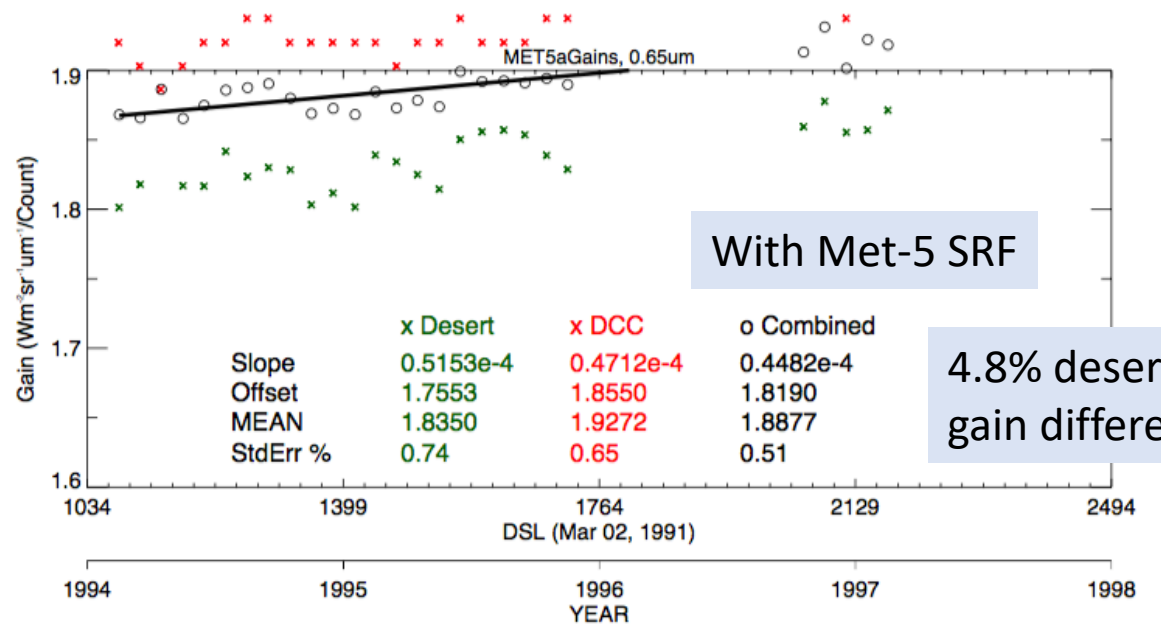 MET5aGains, 0.65um
1.9
1.8
1.7
1.6
Gain (Wm⁻²sr⁻¹um⁻¹/Count)
With Met-5 SRF
x Desert x DCC o Combined
Slope 0.5153e-4 0.4712e-4 0.4482e-4
Offset 1.7553 1.8550 1.8190
MEAN 1.8350 1.9272 1.8877
StdErr % 0.74 0.65 0.51
4.8% deser
gain differe
1034 1399 1764 2129 2494
DSL (Mar 02, 1991)
1994 1995 1996 1997 1998
YEAR